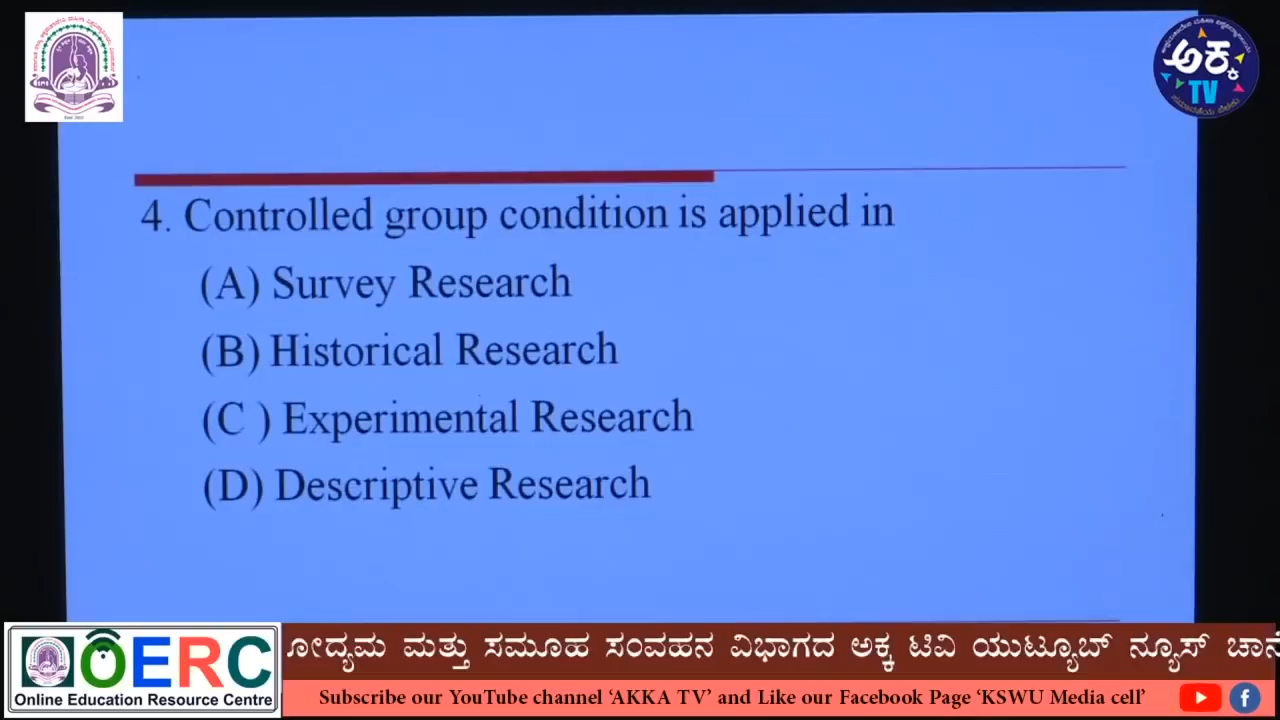 ಅಕ್ಕ
TV
4. Controlled group condition is applied in
(A) Survey Research
(B) Historical Research
(C ) Experimental Research
(D) Descriptive Research
OERC
Online Education Resource Centre
ೋದ್ಯಮ ಮತ್ತು ಸಮೂಹ ಸಂವಹನ ವಿಭಾಗದ ಅಕ್ಕ ಟಿವಿ ಯುಟ್ಯೂಬ್ ನ್ಯೂಸ್ ಚಾನೆ
Subscribe our YouTube channel ‘AKKA TV’ and Like our Facebook Page ‘KSWU Media cell’